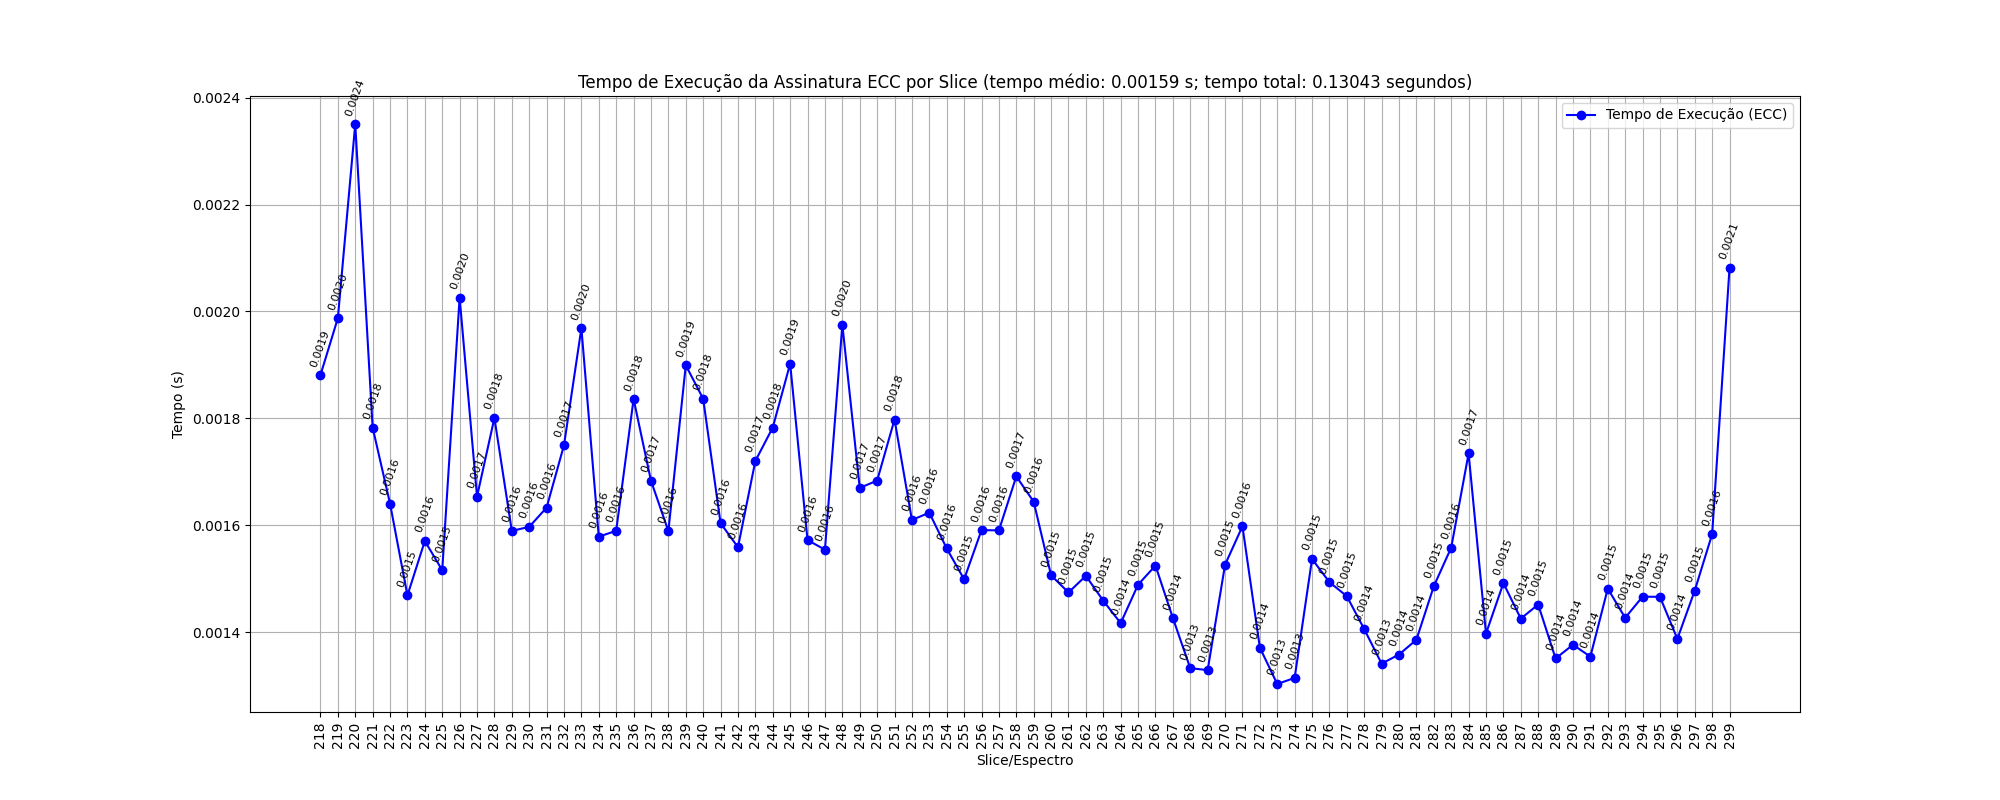 Tempo de Execução da Assinatura ECC por Slice (tempo médio: 0.00159 s; tempo total: 0.13043 segundos)
Tempo de Execução (ECC)
Tempo (s)
0.0024
0.0022
0.0020
0.0018
0.0016
0.0014
0.0019 0.0020 0.0024 0.0018 0.0016 0.0015 0.0016 0.0015 0.0020 0.0017 0.0018 0.0016 0.0016 0.0016 0.0017 0.0020 0.0016 0.0016 0.0018 0.0017 0.0016 0.0019 0.0018 0.0016 0.0016 0.0017 0.0018 0.0019 0.0016 0.0016 0.0020 0.0017 0.0017 0.0018 0.0016 0.0016 0.0016 0.0015 0.0016 0.0016 0.0017 0.0016 0.0015 0.0015 0.0015 0.0015 0.0014 0.0015 0.0015 0.0014 0.0013 0.0013 0.0015 0.0016 0.0014 0.0013 0.0013 0.0015 0.0015 0.0015 0.0014 0.0013 0.0014 0.0014 0.0015 0.0016 0.0017 0.0014 0.0015 0.0014 0.0015 0.0014 0.0014 0.0014 0.0015 0.0014 0.0015 0.0015 0.0014 0.0015 0.0016 0.0021
218 219 220 221 222 223 224 225 226 227 228 229 230 231 232 233 234 235 236 237 238 239 240 241 242 243 244 245 246 247 248 249 250 251 252 253 254 255 256 257 258 259 260 261 262 263 264 265 266 267 268 269 270 271 272 273 274 275 276 277 278 279 280 281 282 283 284 285 286 287 288 289 290 291 292 293 294 295 296 297 298 299
Slice/Espectro